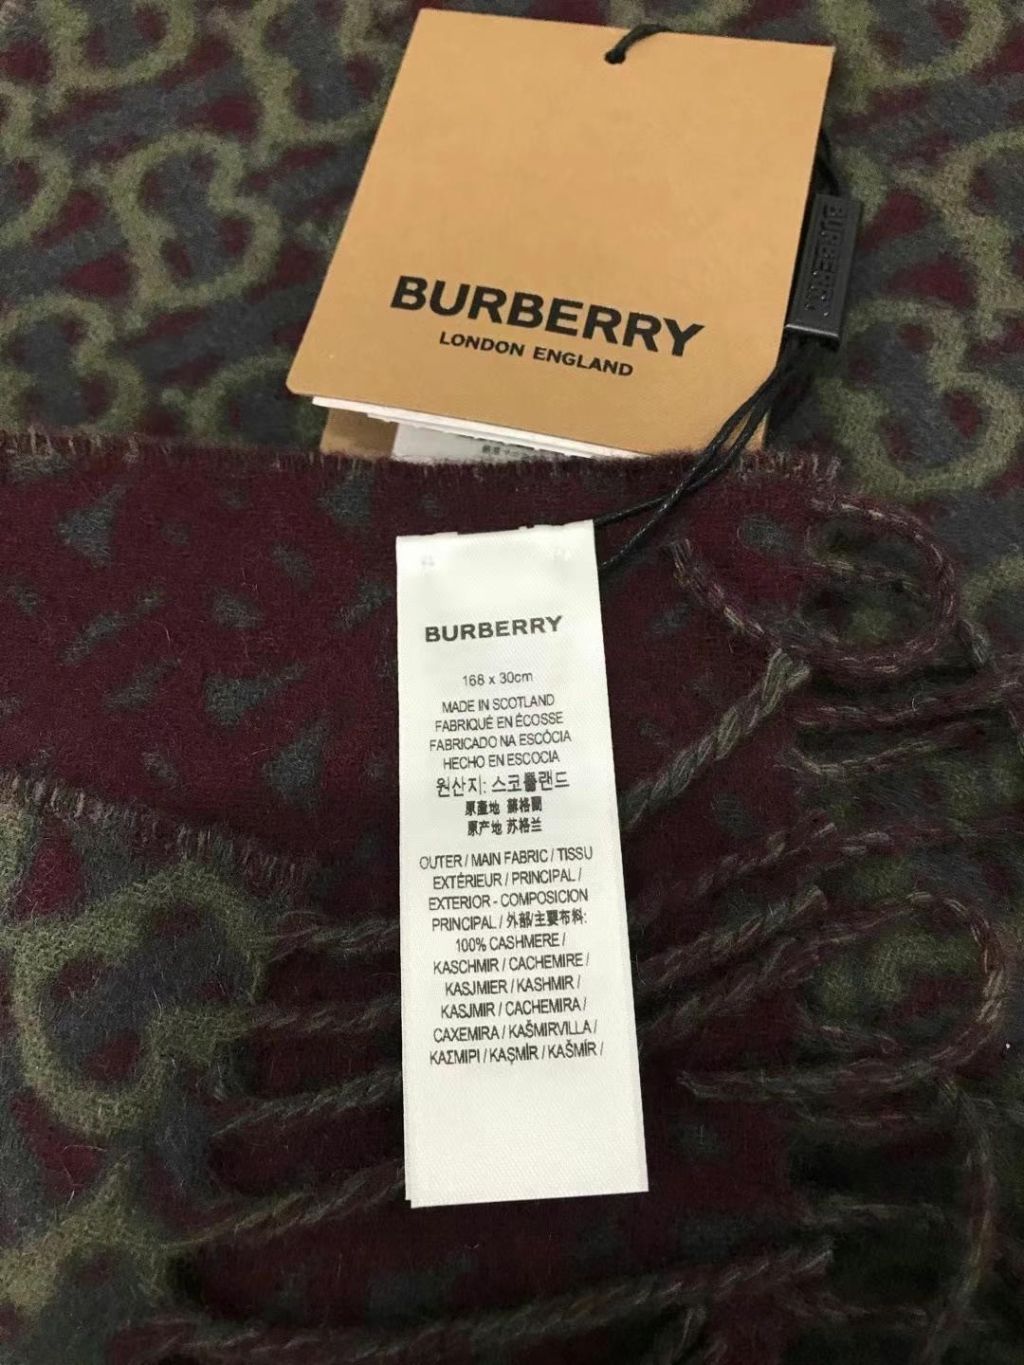 BURBERRY
LONDON ENGLAND
BURBERRY
BURBERRY
168 x 30cm
MADE IN SCOTLAND
FABRIQUÉ EN ÉCOSSE
FABRICADO NA ESCÓCIA
HECHO EN ESCOCIA
원산지: 스코틀랜드
原產地 蘇格蘭
原产地 苏格兰
OUTER / MAIN FABRIC / TISSU
EXTÉRIEUR / PRINCIPAL /
EXTERIOR - COMPOSICION
PRINCIPAL / 外部/主要布料:
100% CASHMERE /
KASCHMIR / CACHEMIRE /
KASJMIER / KASHMIR /
KASJMIR / CACHEMIRA /
CAXEMIRA / KAŠMIRVILLA /
ΚΑΣΜΙΡΙ / KAŞMİR / KAŠMÍR /